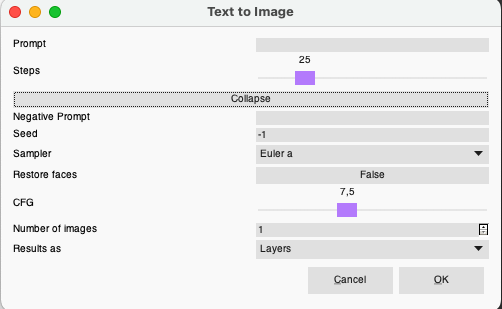 Text to Image
Prompt
Steps 25
Collapse
Negative Prompt
Seed -1
Sampler Euler a
Restore faces False
CFG 7,5
Number of images 1
Results as Layers
Cancel OK